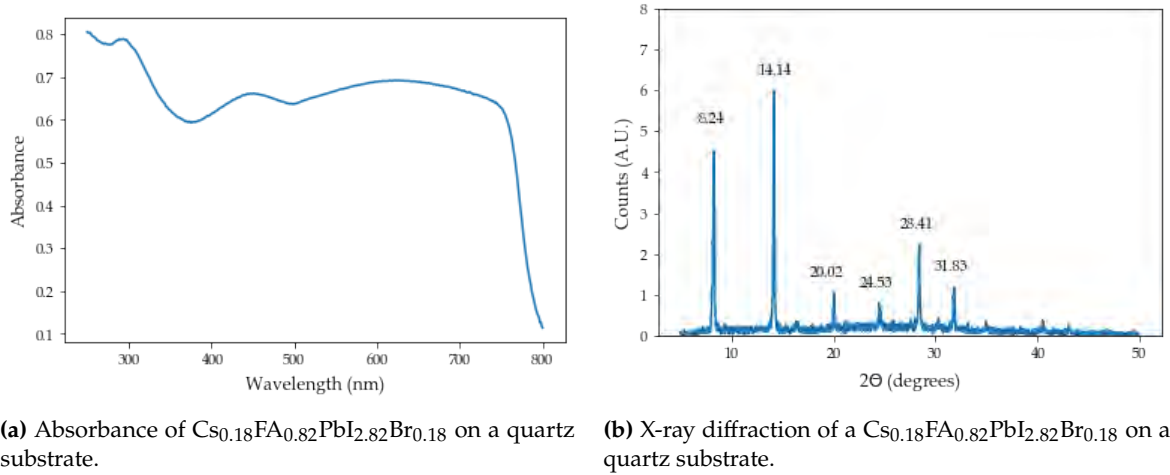 0.8
0.7
0.6
0.5
0.4
0.3
0.2
0.1
Absorbance
300 400 500 600 700 800
Wavelength (nm)
8
7
6
5
4
3
2
1
0
Counts (A.U.)
8.24
14.14
20.02
24.53
28.41
31.83
10 20 30 40 50
2Θ (degrees)
(a) Absorbance of Cs₀.₁₈FA₀.₈₂PbI₂.₈₂Br₀.₁₈ on a quartz
substrate.
(b) X-ray diffraction of a Cs₀.₁₈FA₀.₈₂PbI₂.₈₂Br₀.₁₈ on a
quartz substrate.